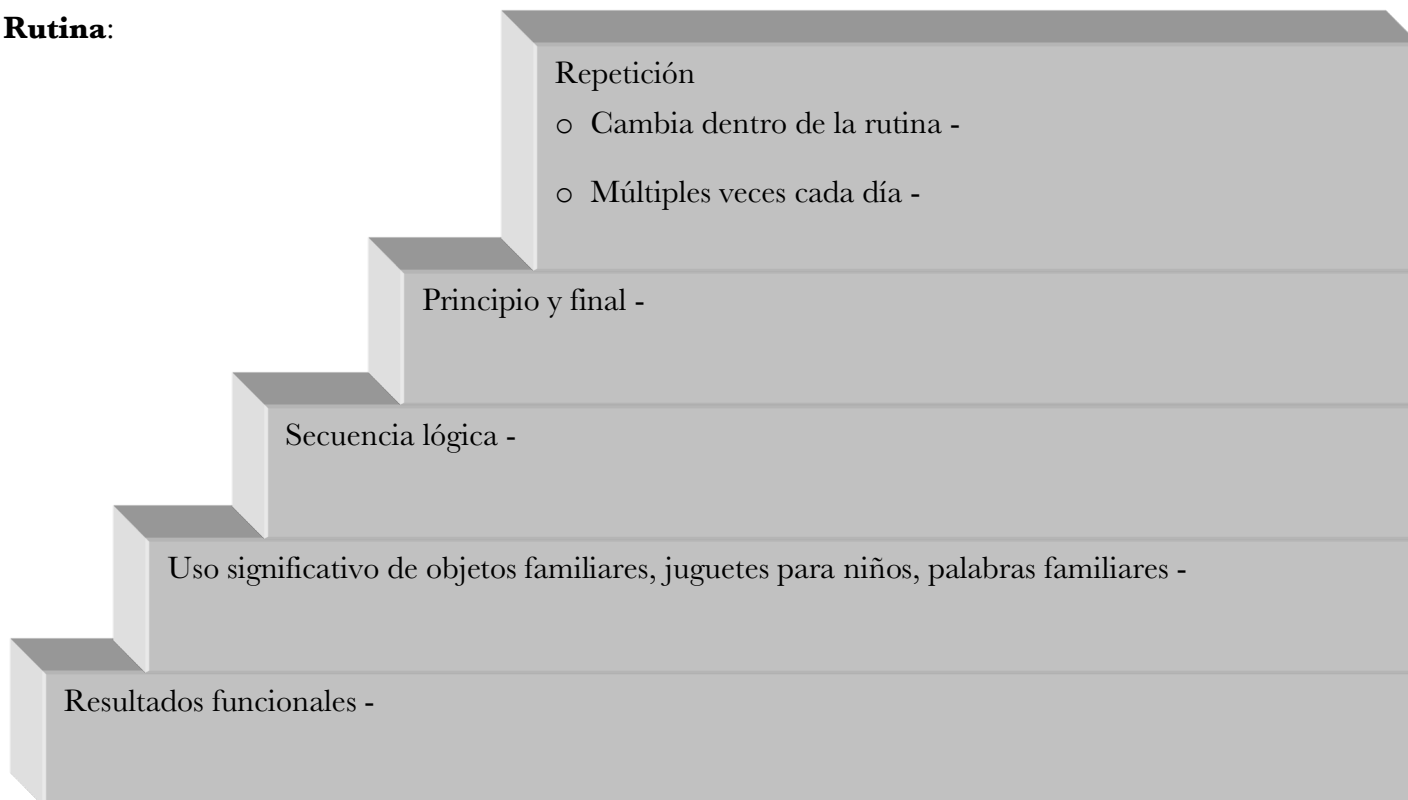 Rutina:
Repetición
o Cambia dentro de la rutina -
o Múltiples veces cada día -
Principio y final -
Secuencia lógica -
Uso significativo de objetos familiares, juguetes para niños, palabras familiares -
Resultados funcionales -